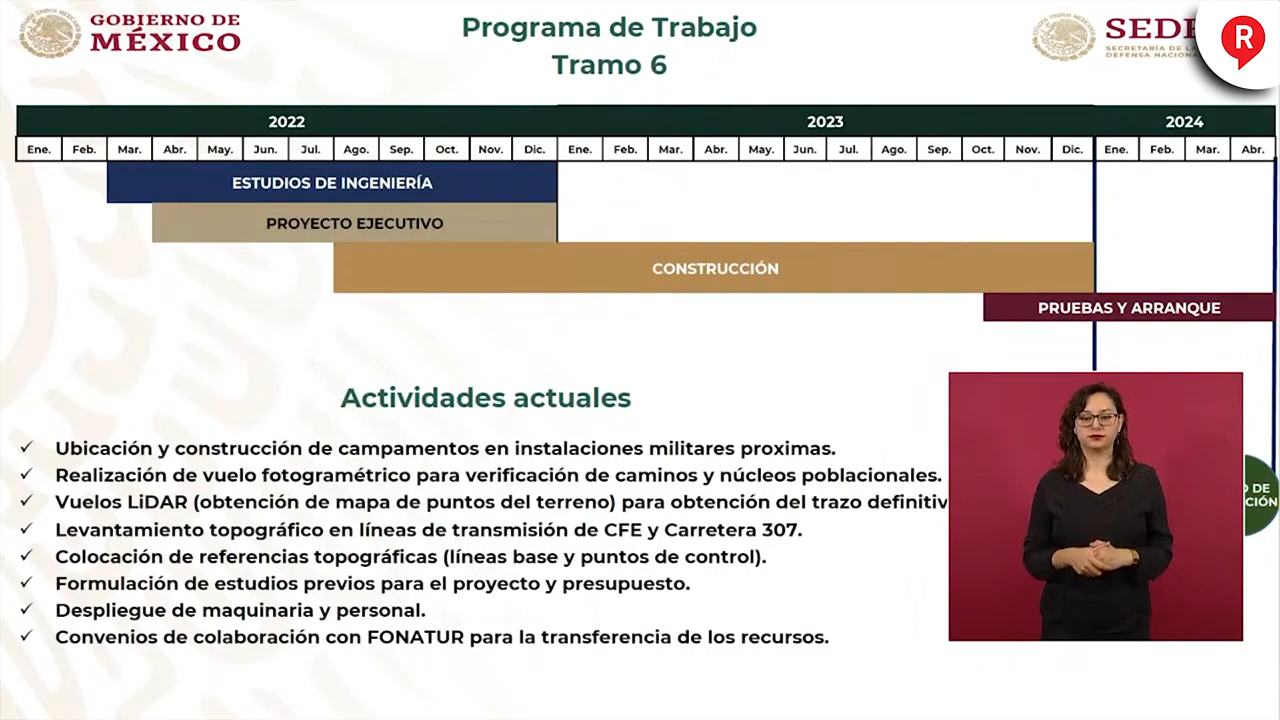 GOBIERNO DE
MÉXICO
Programa de Trabajo
Tramo 6
SECRETARÍA DE
DEFENSA
R
2022
2023
2024
Ene. Feb. Mar. Abr. May. Jun. Jul. Ago. Sep. Oct. Nov. Dic. Ene. Feb. Mar. Abr. May. Jun. Jul. Ago. Sep. Oct. Nov. Dic. Ene. Feb. Mar. Abr.
ESTUDIOS DE INGENIERÍA
PROYECTO EJECUTIVO
CONSTRUCCIÓN
PRUEBAS Y ARRANQUE
Actividades actuales
✓ Ubicación y construcción de campamentos en instalaciones militares proximas.
✓ Realización de vuelo fotogramétrico para verificación de caminos y núcleos poblacionales.
✓ Vuelos LiDAR (obtención de mapa de puntos del terreno) para obtención del trazo definitiv
✓ Levantamiento topográfico en líneas de transmisión de CFE y Carretera 307.
✓ Colocación de referencias topográficas (líneas base y puntos de control).
✓ Formulación de estudios previos para el proyecto y presupuesto.
✓ Despliegue de maquinaria y personal.
✓ Convenios de colaboración con FONATUR para la transferencia de los recursos.
DE
CIÓN